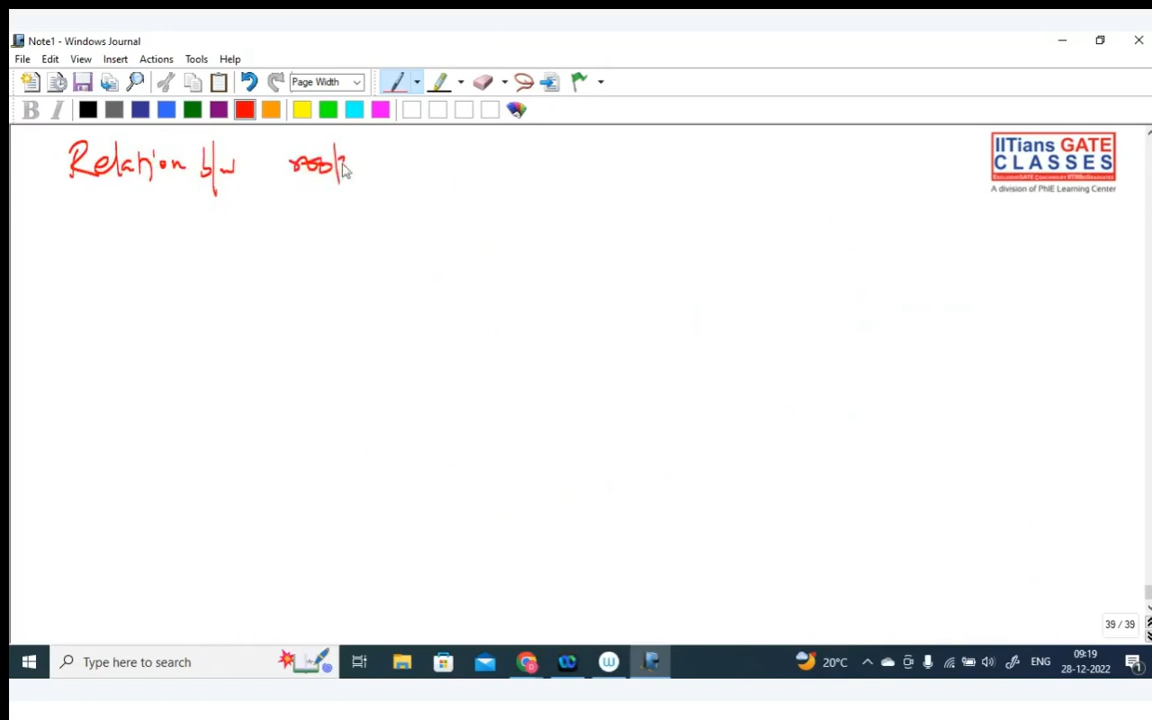 Note1 - Windows Journal
File Edit View Insert Actions Tools Help
Page Width
B I
Relation b/w
IITians GATE
CLASSES
A division of PhIE Learning Center
39 / 39
Type here to search
20°C
ENG
09:19
28-12-2022
1